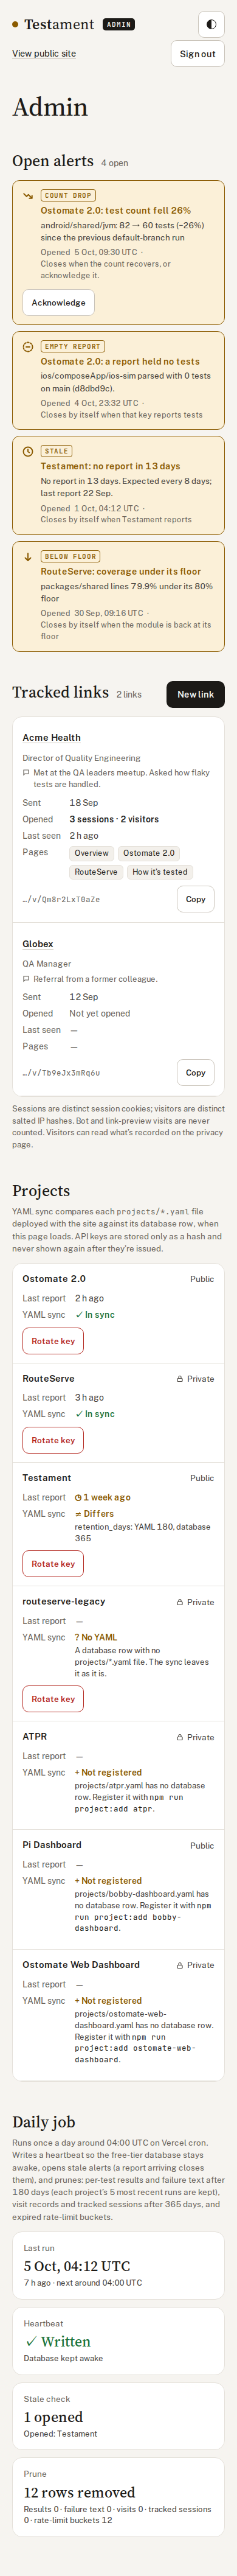 Testament ADMIN
View public site
Sign out
Admin
Open alerts 4 open
COUNT DROP
Ostomate 2.0: test count fell 26%
android/shared/jvm: 82 → 60 tests (−26%)
since the previous default-branch run
Opened 5 Oct, 09:30 UTC ·
Closes when the count recovers, or
acknowledge it.
Acknowledge
EMPTY REPORT
Ostomate 2.0: a report held no tests
ios/composeApp/ios-sim parsed with 0 tests
on main (d8dbd9c).
Opened 4 Oct, 23:32 UTC ·
Closes by itself when that key reports tests
STALE
Testament: no report in 13 days
No report in 13 days. Expected every 8 days;
last report 22 Sep.
Opened 1 Oct, 04:12 UTC ·
Closes by itself when Testament reports
BELOW FLOOR
RouteServe: coverage under its floor
packages/shared lines 79.9% under its 80%
floor
Opened 30 Sep, 09:16 UTC ·
Closes by itself when the module is back at its
floor
Tracked links 2 links
New link
Acme Health
Director of Quality Engineering
Met at the QA leaders meetup. Asked how flaky
tests are handled.
Sent 18 Sep
Opened 3 sessions · 2 visitors
Last seen 2 h ago
Pages Overview Ostomate 2.0
RouteServe How it's tested
…/v/Qm8r2LxT0aZe
Copy
Globex
QA Manager
Referral from a former colleague.
Sent 12 Sep
Opened Not yet opened
Last seen —
Pages —
…/v/Tb9eJx3mRq6u
Copy
Sessions are distinct session cookies; visitors are distinct
salted IP hashes. Bot and link-preview visits are never
counted. Visitors can read what's recorded on the privacy
page.
Projects
YAML sync compares each projects/*.yaml file
deployed with the site against its database row, when
this page loads. API keys are stored only as a hash and
never shown again after they're issued.
Ostomate 2.0 Public
Last report 2 h ago
YAML sync ✓ In sync
Rotate key
RouteServe Private
Last report 3 h ago
YAML sync ✓ In sync
Rotate key
Testament Public
Last report 1 week ago
YAML sync ≠ Differs
retention_days: YAML 180, database
365
Rotate key
routeserve-legacy Private
Last report —
YAML sync ? No YAML
A database row with no
projects/*.yaml file. The sync leaves
it as it is.
Rotate key
ATPR Private
Last report —
YAML sync + Not registered
projects/atpr.yaml has no database
row. Register it with npm run
project:add atpr.
Pi Dashboard Public
Last report —
YAML sync + Not registered
projects/bobby-dashboard.yaml has
no database row. Register it with npm
run project:add bobby-
dashboard.
Ostomate Web Dashboard Private
Last report —
YAML sync + Not registered
projects/ostomate-web-
dashboard.yaml has no database row.
Register it with npm run
project:add ostomate-web-
dashboard.
Daily job
Runs once a day around 04:00 UTC on Vercel cron.
Writes a heartbeat so the free-tier database stays
awake, opens stale alerts (a report arriving closes
them), and prunes: per-test results and failure text after
180 days (each project's 5 most recent runs are kept),
visit records and tracked sessions after 365 days, and
expired rate-limit buckets.
Last run
5 Oct, 04:12 UTC
7 h ago · next around 04:00 UTC
Heartbeat
✓ Written
Database kept awake
Stale check
1 opened
Opened: Testament
Prune
12 rows removed
Results 0 · failure text 0 · visits 0 · tracked sessions
0 · rate-limit buckets 12